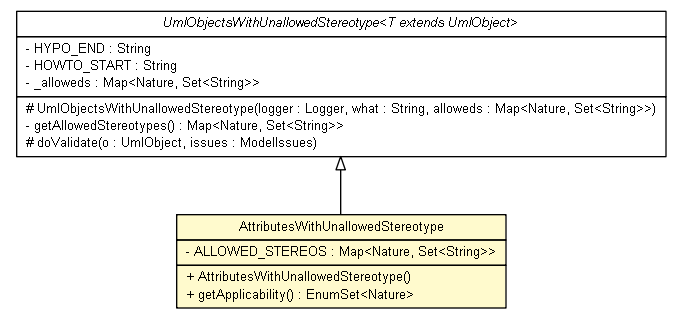 UmlObjectsWithUnallowedStereotype<T extends UmlObject>
- HYPO_END : String
- HOWTO_START : String
- _alloweds : Map<Nature, Set<String>>
# UmlObjectsWithUnallowedStereotype(logger : Logger, what : String, alloweds : Map<Nature, Set<String>>)
- getAllowedStereotypes() : Map<Nature, Set<String>>
# doValidate(o : UmlObject, issues : ModelIssues)
AttributesWithUnallowedStereotype
- ALLOWED_STEREOS : Map<Nature, Set<String>>
+ AttributesWithUnallowedStereotype()
+ getApplicability() : EnumSet<Nature>